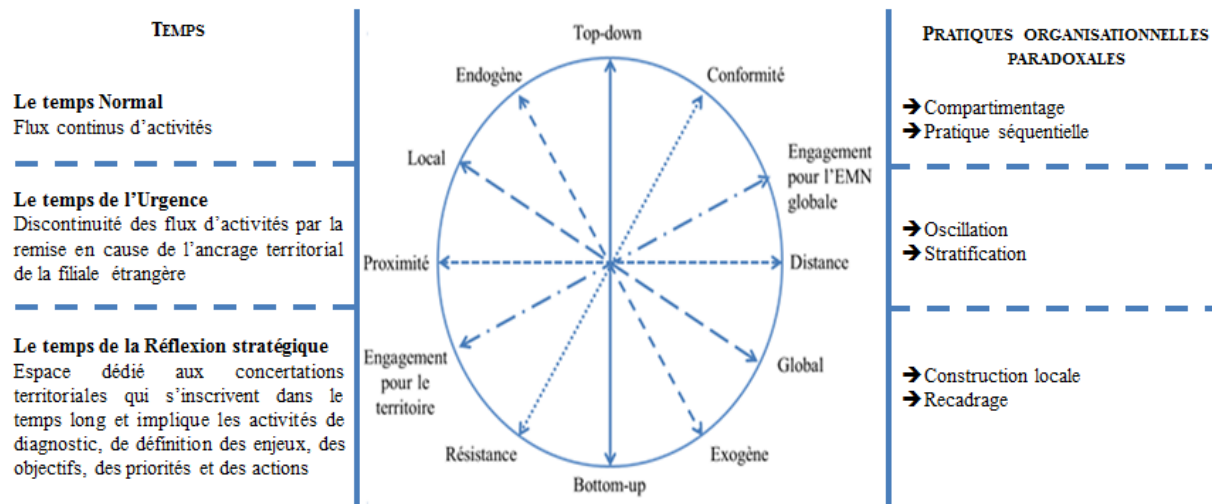 TEMPS
Le temps Normal
Flux continus d’activités
Le temps de l’Urgence
Discontinuité des flux d’activités par la
remise en cause de l’ancrage territorial
de la filiale étrangère
Le temps de la Réflexion stratégique
Espace dédié aux concertations
territoriales qui s’inscrivent dans le
temps long et implique les activités de
diagnostic, de définition des enjeux, des
objectifs, des priorités et des actions
Top-down
Endogène
Conformité
Local
Engagement
pour l’EMN
globale
Proximité
Distance
Engagement
pour le
territoire
Global
Résistance
Exogène
Bottom-up
PRATIQUES ORGANISATIONNELLES
PARADOXALES
➔ Compartimentage
➔ Pratique séquentielle
➔ Oscillation
➔ Stratification
➔ Construction locale
➔ Recadrage